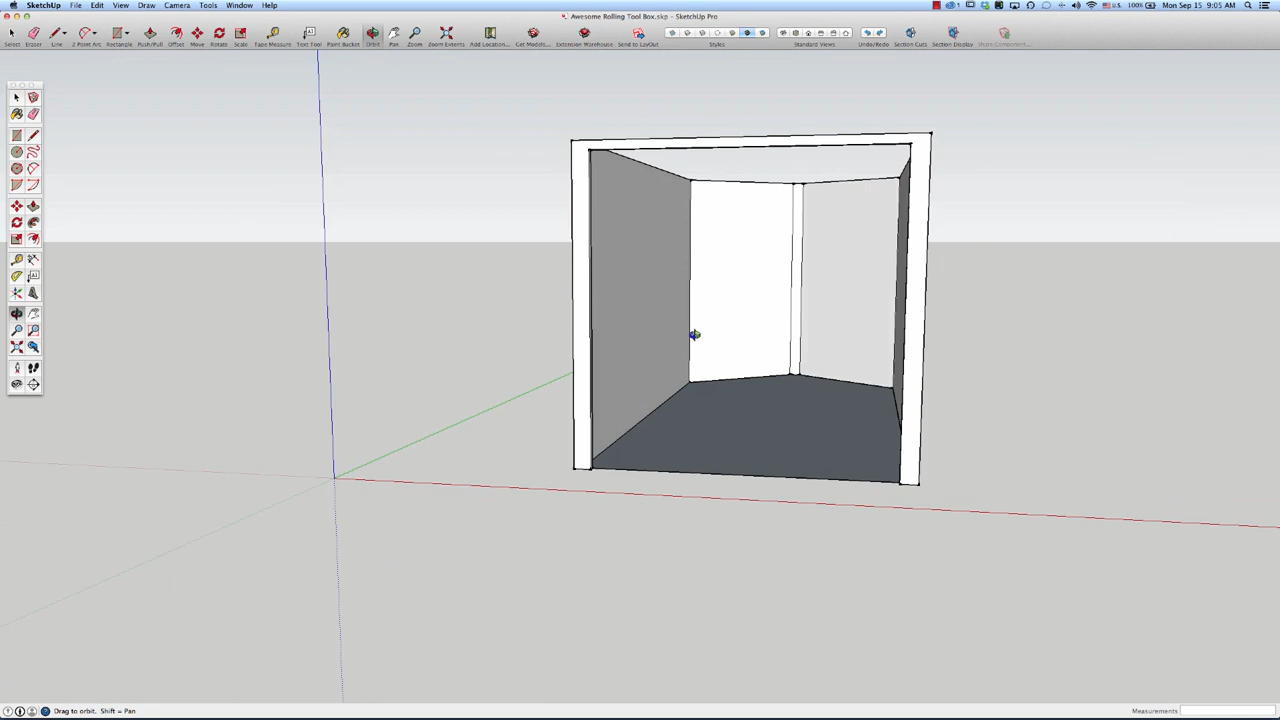 SketchUp File Edit View Draw Camera Tools Window Help U.S. 100% Mon Sep 15 9:05 AM
Awesome Rolling Tool Box.skp - SketchUp Pro
Select Eraser Line 2 Point Arc Rectangle Push/Pull Offset Move Rotate Scale Tape Measure Text Tool Paint Bucket Orbit Pan Zoom Zoom Extents Add Location... Get Models... Extension Warehouse Send to LayOut Styles Standard Views Undo/Redo Section Cuts Section Display Share Component...
Drag to orbit. Shift = Pan Measurements